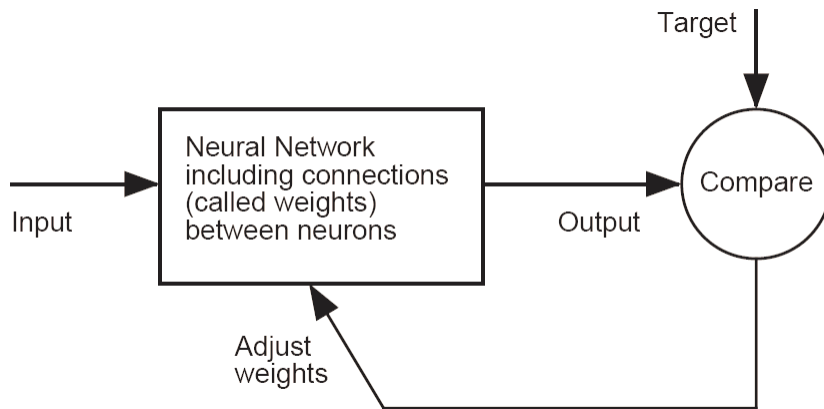 Target
Neural Network
including connections
(called weights)
between neurons
Compare
Input
Output
Adjust
weights